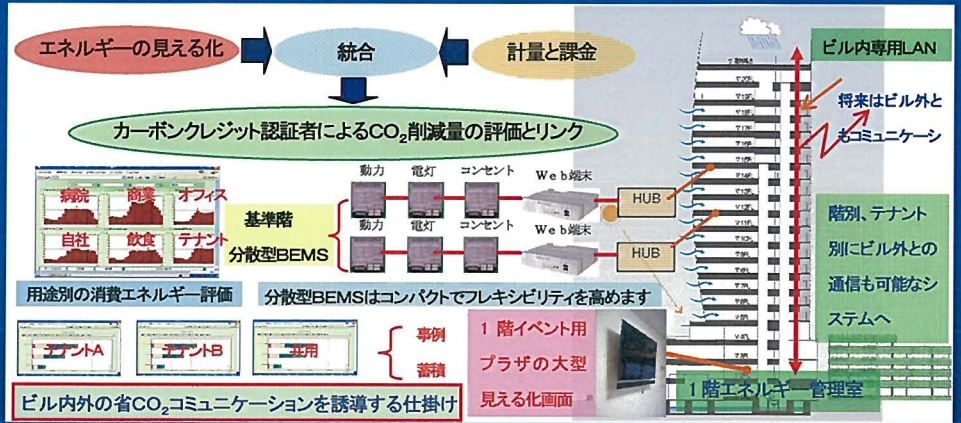 エネルギーの見える化
統合
計量と課金
ビル内専用LAN
将来はビル外と
もコミュニケーシ
カーボンクレジット認証者によるCO₂削減量の評価とリンク
病院
商業
オフィス
自社
飲食
テナント
基準階
分散型BEMS
動力
電灯
コンセント
Web端末
HUB
動力
電灯
コンセント
Web端末
HUB
階別、テナント
別にビル外との
通信も可能なシ
ステムへ
用途別の消費エネルギー評価
分散型BEMSはコンパクトでフレキシビリティを高めます
テナントA
テナントB
共用
事例
蓄積
1階イベント用
プラザの大型
見える化画面
1階エネルギー管理室
ビル内外の省CO₂コミュニケーションを誘導する仕掛け